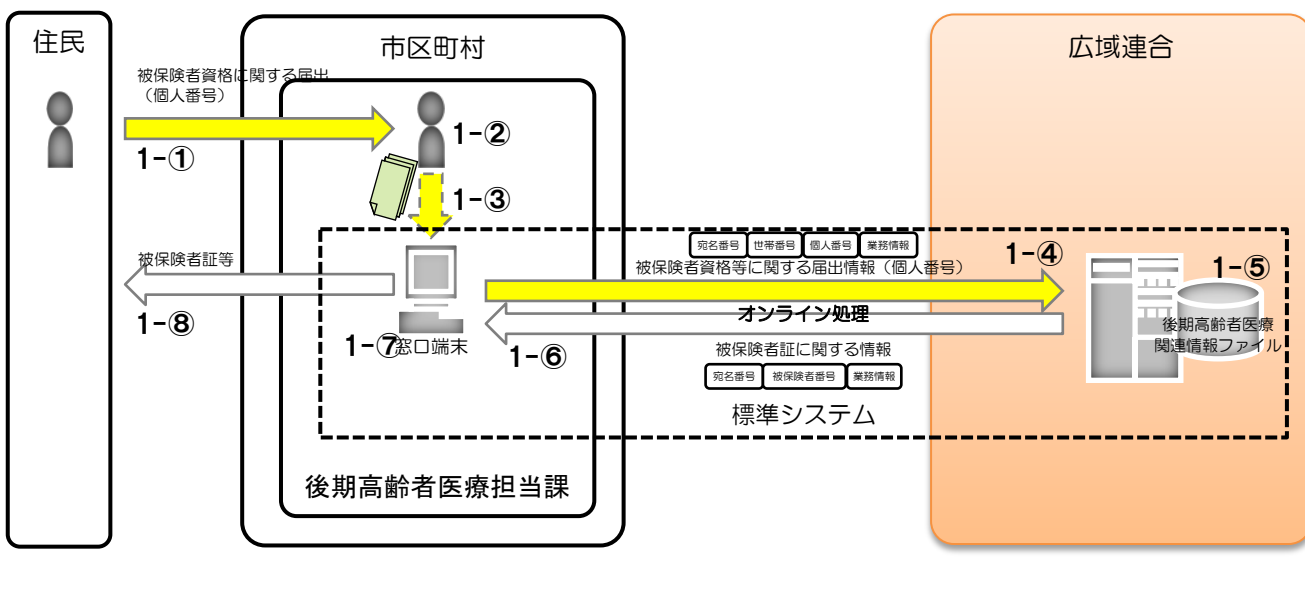 住民
市区町村
広域連合
被保険者資格に関する届出
（個人番号）
1-①
1-②
1-③
宛名番号 世帯番号 個人番号 業務情報
被保険者資格等に関する届出情報（個人番号）
1-④
1-⑤
被保険者証等
オンライン処理
後期高齢者医療
関連情報ファイル
1-⑧
1-⑦
窓口端末
1-⑥
被保険者証に関する情報
宛名番号 被保険者番号 業務情報
標準システム
後期高齢者医療担当課